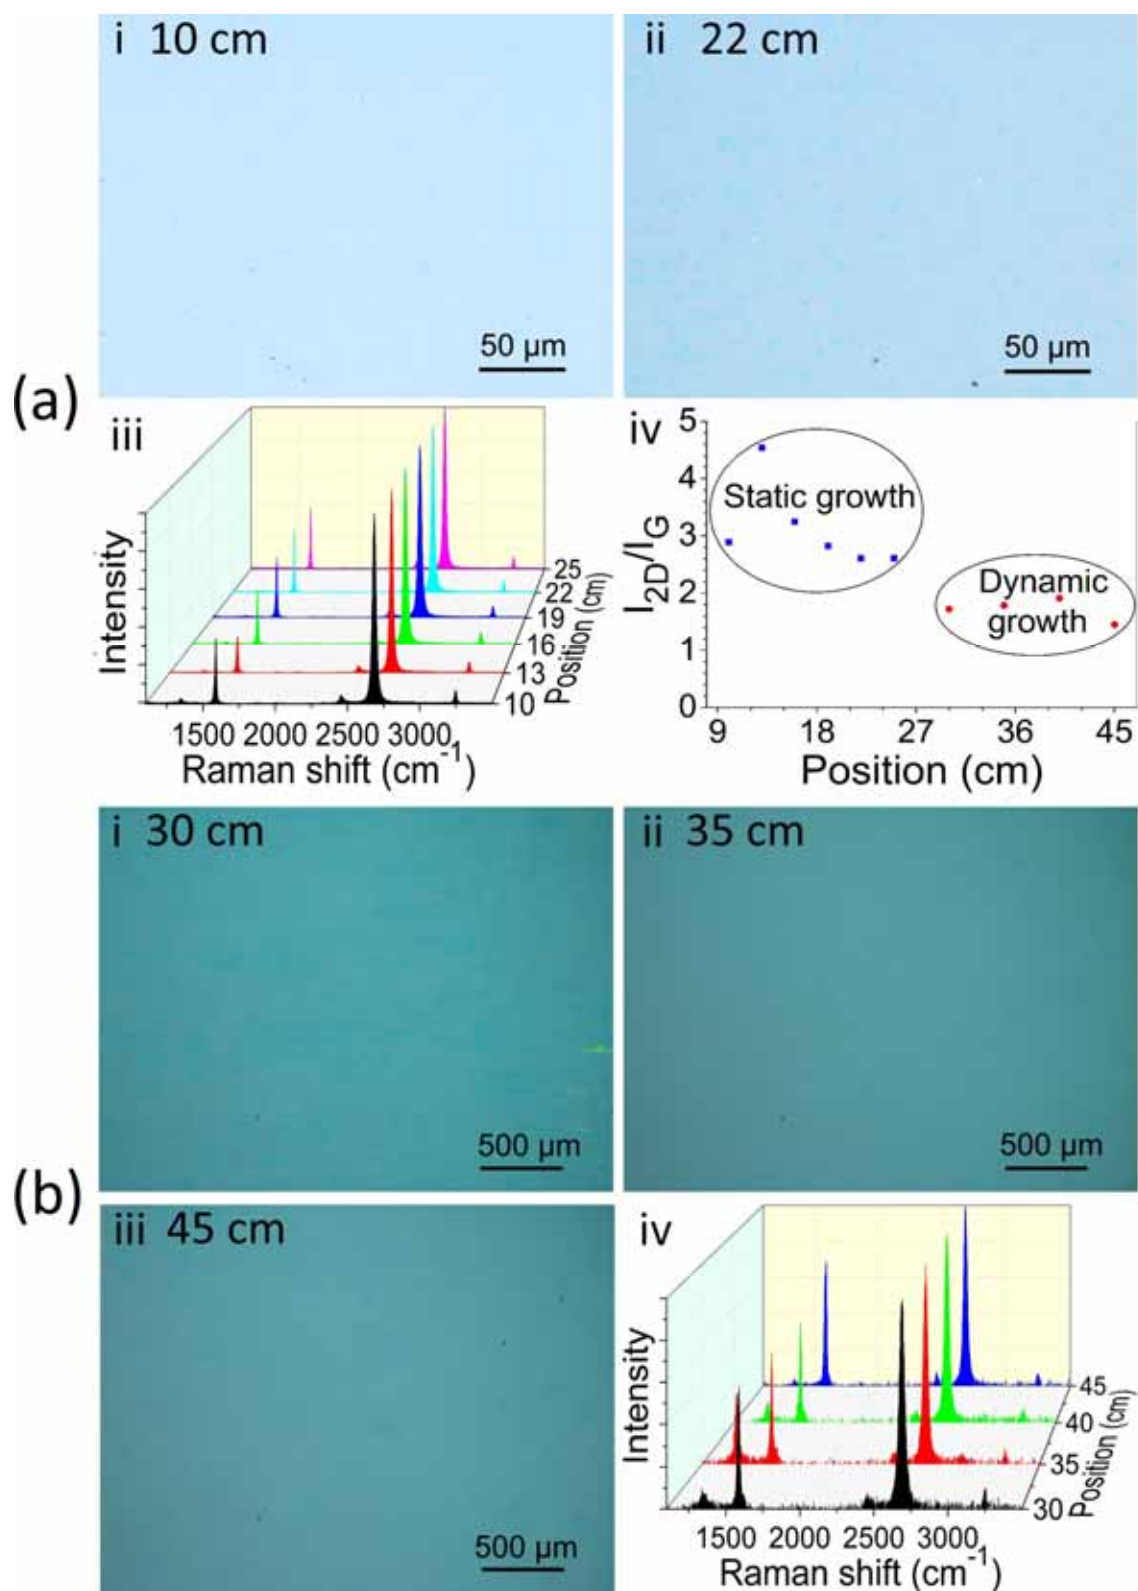 (a)
i 10 cm
50 µm
ii 22 cm
50 µm
iii
Intensity
1500 2000 2500 3000
Raman shift (cm-1)
25
22
19
16
13
10
Position (cm)
iv
I2D/IG
5
4
3
2
1
0
Static growth
Dynamic
growth
9 18 27 36 45
Position (cm)
(b)
i 30 cm
500 µm
ii 35 cm
500 µm
iii 45 cm
500 µm
iv
Intensity
1500 2000 2500 3000
Raman shift (cm-1)
45
40
35
30
Position (cm)